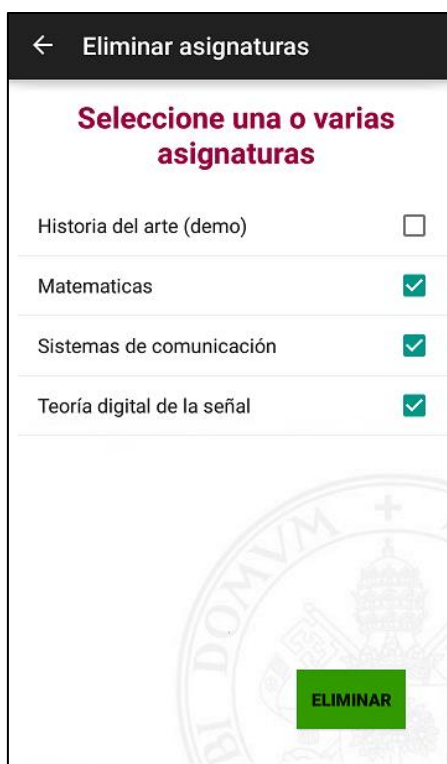 Eliminar asignaturas
Seleccione una o varias
asignaturas
Historia del arte (demo)
Matematicas
Sistemas de comunicación
Teoría digital de la señal
DOMVM
ELIMINAR